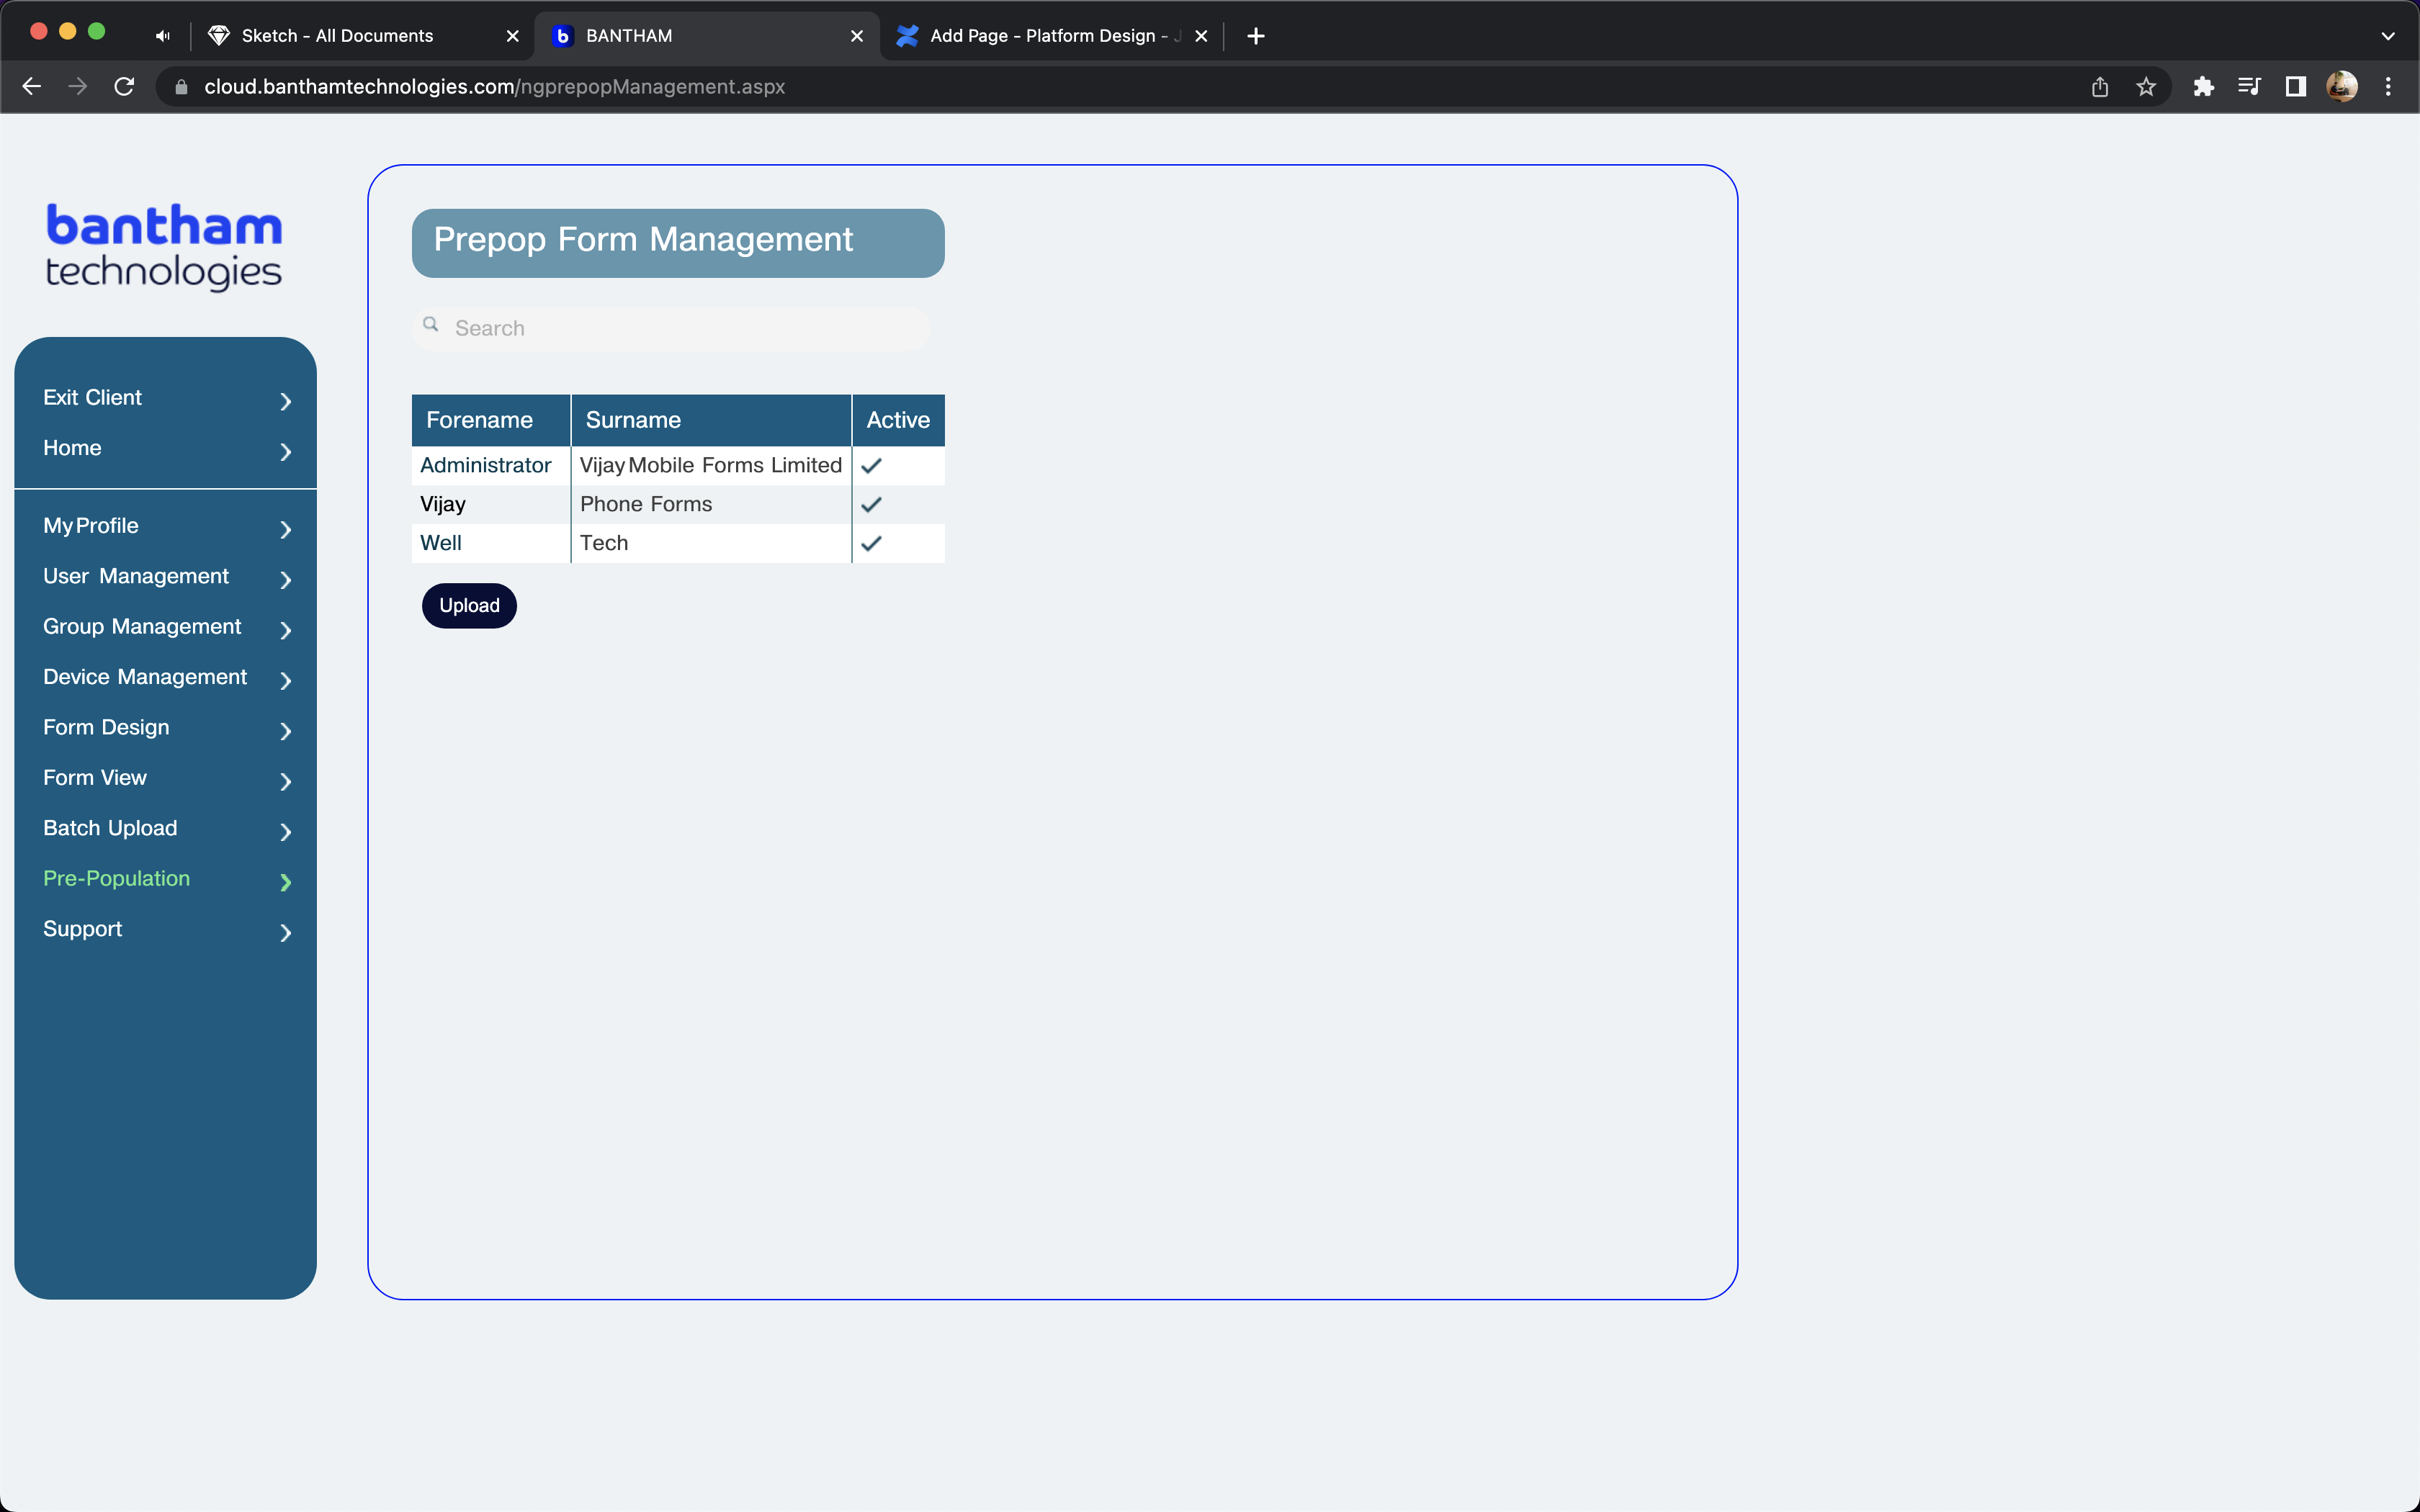 Sketch - All Documents
BANTHAM
Add Page - Platform Design -
cloud.banthamtechnologies.com/ngprepopManagement.aspx
bantham
technologies
Exit Client
Home
My Profile
User Management
Group Management
Device Management
Form Design
Form View
Batch Upload
Pre-Population
Support
Prepop Form Management
Search
Forename Surname Active
Administrator Vijay Mobile Forms Limited
Vijay Phone Forms
Well Tech
Upload